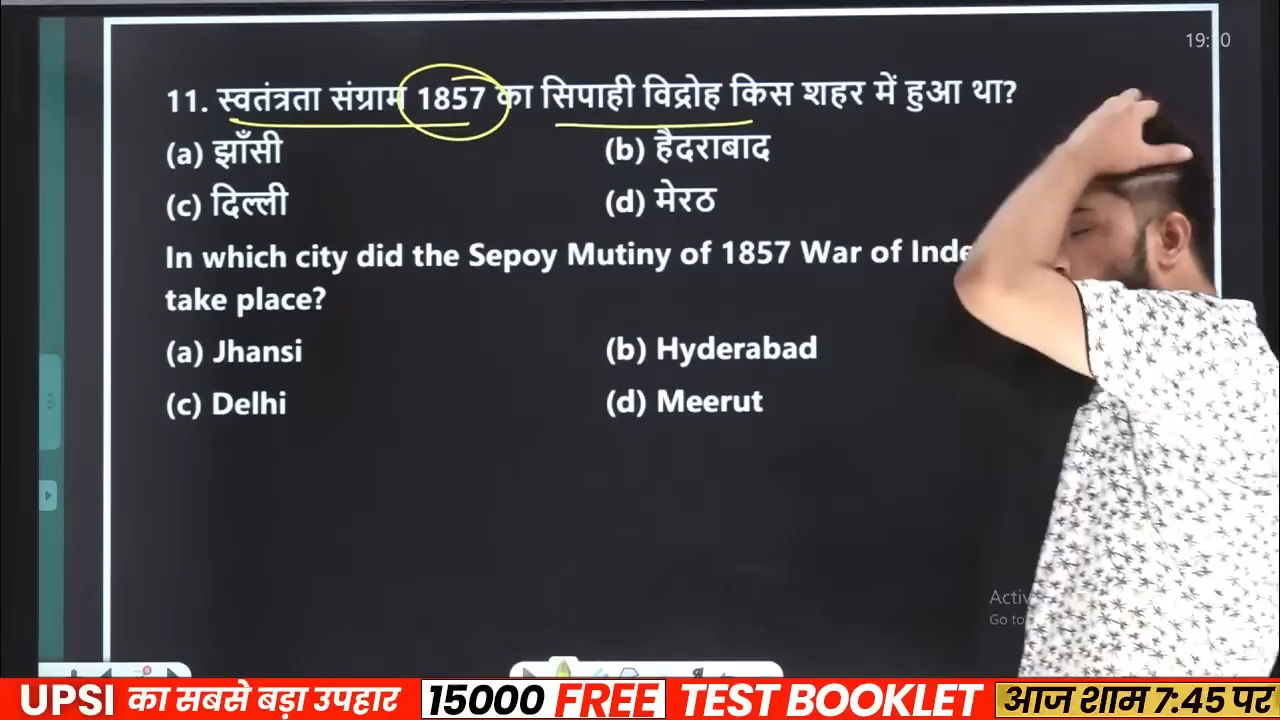 19:
11. स्वतंत्रता संग्राम 1857 का सिपाही विद्रोह किस शहर में हुआ था?
(a) झाँसी (b) हैदराबाद
(c) दिल्ली (d) मेरठ
In which city did the Sepoy Mutiny of 1857 War of Inde
take place?
(a) Jhansi (b) Hyderabad
(c) Delhi (d) Meerut
Activ
Go to
UPSI का सबसे बड़ा उपहार 15000 FREE TEST BOOKLET आज शाम 7:45 पर